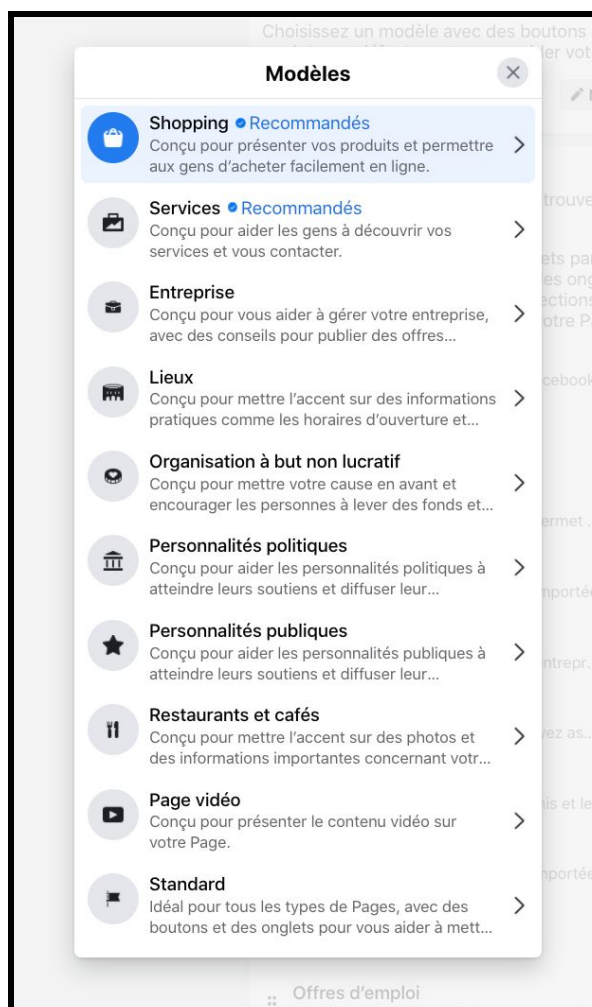 Choisissez un modèle avec des boutons
Modèles
Shopping Recommandés
Conçu pour présenter vos produits et permettre
aux gens d’acheter facilement en ligne.
Services Recommandés
Conçu pour aider les gens à découvrir vos
services et vous contacter.
Entreprise
Conçu pour vous aider à gérer votre entreprise,
avec des conseils pour publier des offres...
Lieux
Conçu pour mettre l’accent sur des informations
pratiques comme les horaires d’ouverture et...
Organisation à but non lucratif
Conçu pour mettre votre cause en avant et
encourager les personnes à lever des fonds et...
Personnalités politiques
Conçu pour aider les personnalités politiques à
atteindre leurs soutiens et diffuser leur...
Personnalités publiques
Conçu pour aider les personnalités publiques à
atteindre leurs soutiens et diffuser leur...
Restaurants et cafés
Conçu pour mettre l’accent sur des photos et
des informations importantes concernant votr...
Page vidéo
Conçu pour présenter le contenu vidéo sur
votre Page.
Standard
Idéal pour tous les types de Pages, avec des
boutons et des onglets pour vous aider à mett...
Offres d’emploi